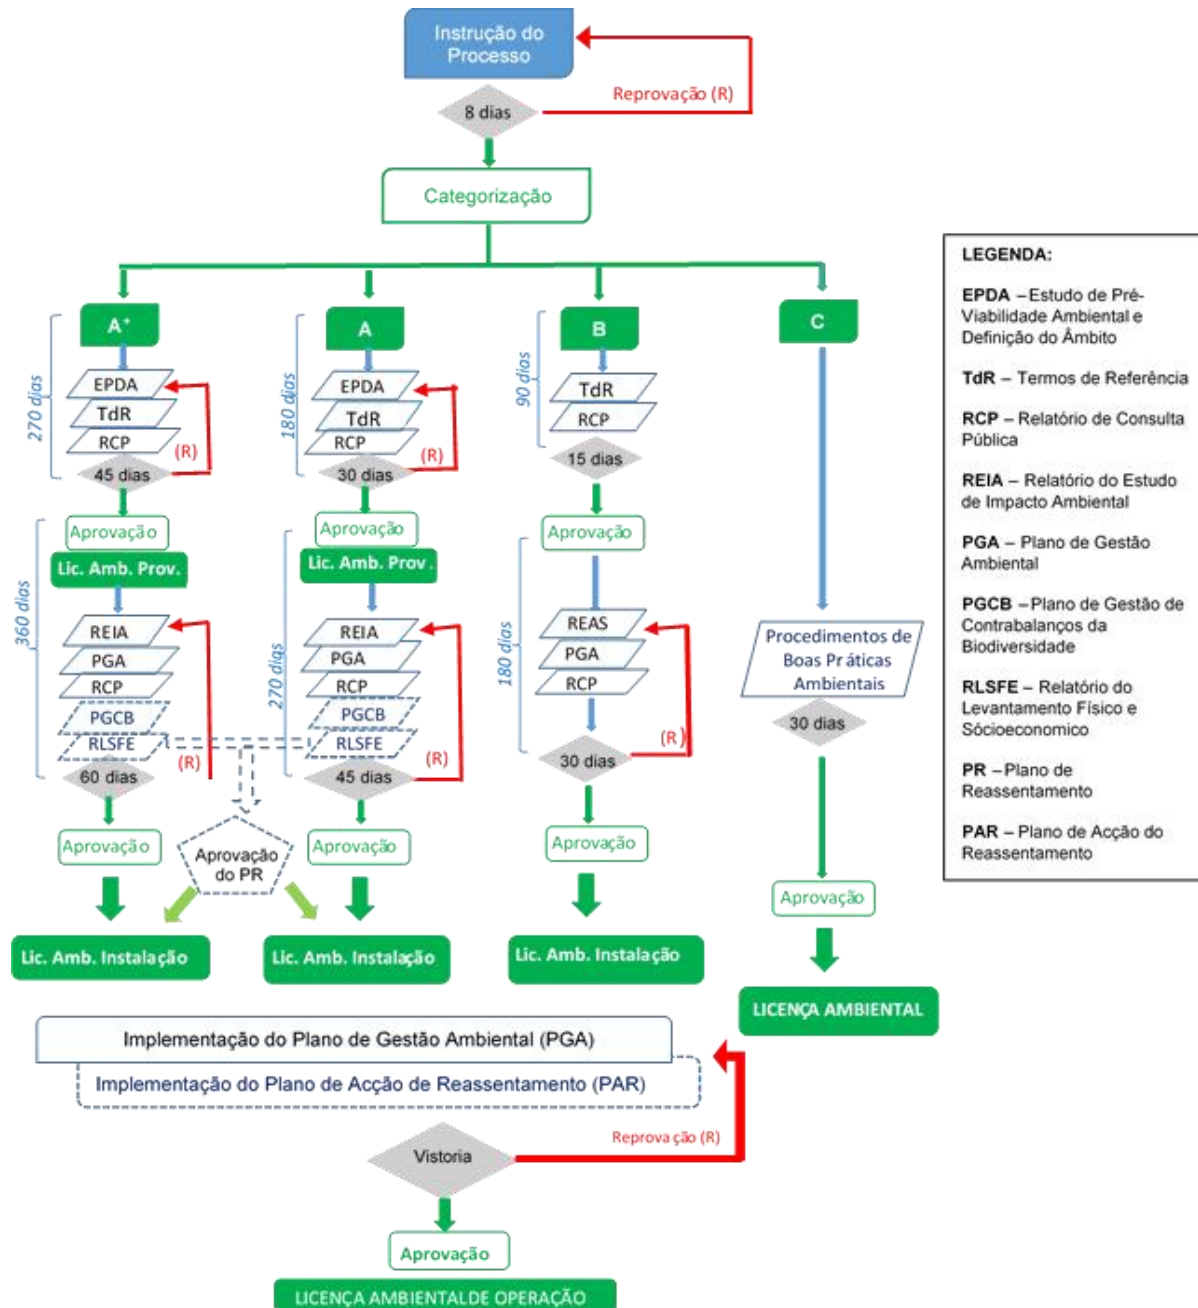 Instrução do
Processo
Reprovação (R)
8 dias
Categorização
A⁺
A
B
C
270 dias
EPDA
TdR
RCP
(R)
45 dias
180 dias
EPDA
TdR
RCP
(R)
30 dias
90 dias
TdR
RCP
15 dias
Aprovação
Lic. Amb. Prov.
Aprovação
Lic. Amb. Prov.
Aprovação
360 dias
REIA
PGA
RCP
PGCB
RLSFE
(R)
60 dias
270 dias
REIA
PGA
RCP
PGCB
RLSFE
(R)
45 dias
180 dias
REAS
PGA
RCP
(R)
30 dias
Procedimentos de
Boas Práticas
Ambientais
30 dias
Aprovação
Aprovação
do PR
Aprovação
Aprovação
Aprovação
Lic. Amb. Instalação
Lic. Amb. Instalação
Lic. Amb. Instalação
LICENÇA AMBIENTAL
Implementação do Plano de Gestão Ambiental (PGA)
Implementação do Plano de Acção de Reassentamento (PAR)
Reprovação (R)
Vistoria
Aprovação
LICENÇA AMBIENTAL DE OPERAÇÃO
LEGENDA:
EPDA – Estudo de Pré-
Viabilidade Ambiental e
Definição do Âmbito
TdR – Termos de Referência
RCP – Relatório de Consulta
Pública
REIA – Relatório do Estudo
de Impacto Ambiental
PGA – Plano de Gestão
Ambiental
PGCB – Plano de Gestão de
Contrabalanços da
Biodiversidade
RLSFE – Relatório do
Levantamento Físico e
Sócioeconomico
PR – Plano de
Reassentamento
PAR – Plano de Acção do
Reassentamento